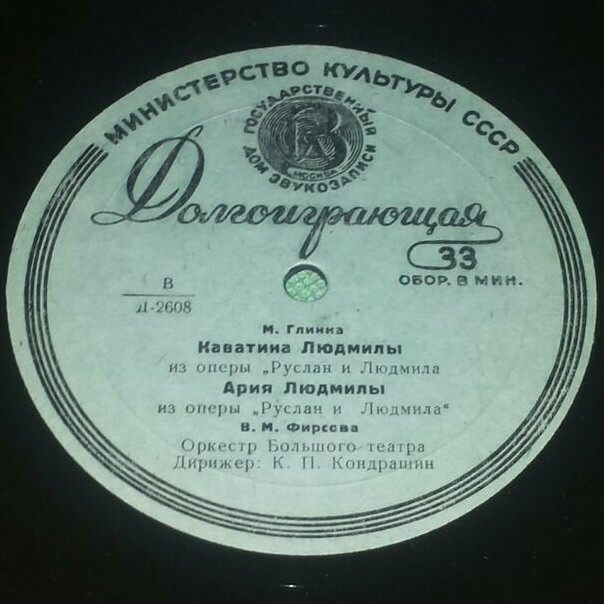 МИНИСТЕРСТВО КУЛЬТУРЫ СССР
ГОСУДАРСТВЕННЫЙ
ДОМ ЗВУКОЗАПИСИ
МОСКВА
Долгоиграющая
33
ОБОР. В МИН.
В
Д-2608
М. Глинка
Каватина Людмилы
из оперы „Руслан и Людмила
Ария Людмилы
из оперы „Руслан и Людмила“
В. М. Фирсова
Оркестр Большого театра
Дирижер: К. П. Кондрашин